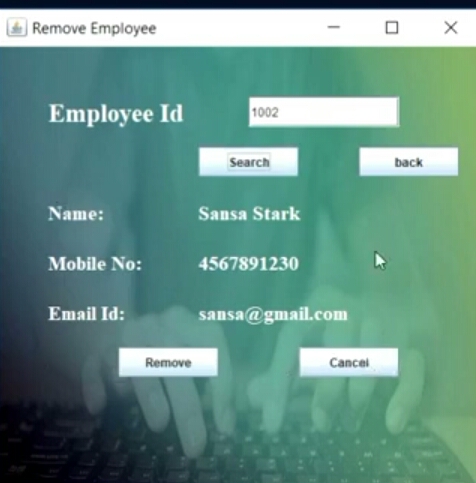 Remove Employee
Employee Id 1002
Search back
Name: Sansa Stark
Mobile No: 4567891230
Email Id: sansa@gmail.com
Remove Cancel